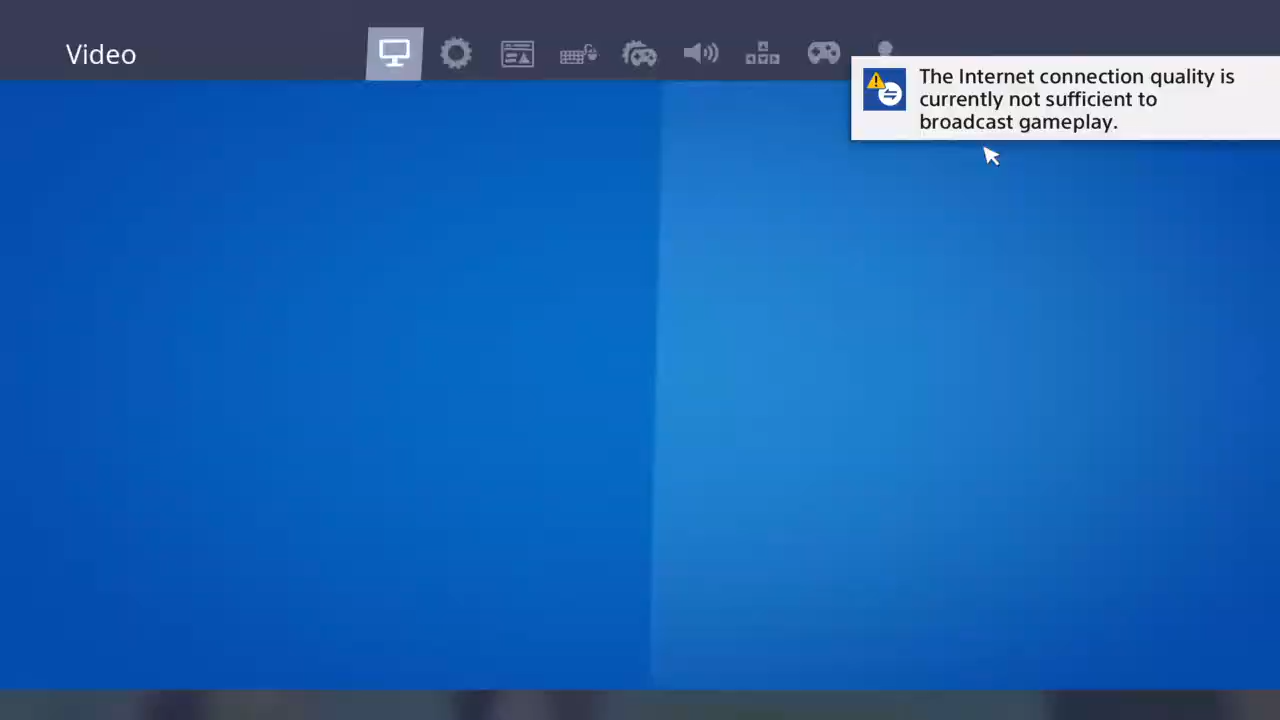 Video
The Internet connection quality is
currently not sufficient to
broadcast gameplay.